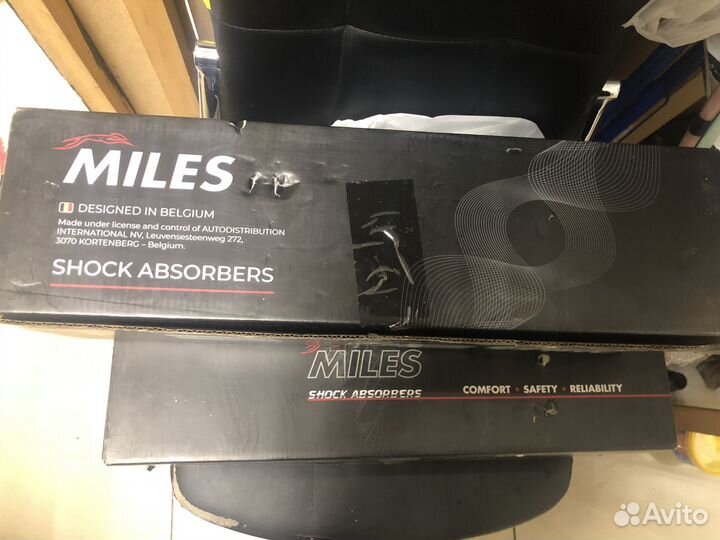 MILES
DESIGNED IN BELGIUM
Made under license and control of AUTODISTRIBUTION
INTERNATIONAL NV, Leuvensesteenweg 272,
3070 KORTENBERG – Belgium.
SHOCK ABSORBERS
MILES
SHOCK ABSORBERS
COMFORT • SAFETY • RELIABILITY
Avito